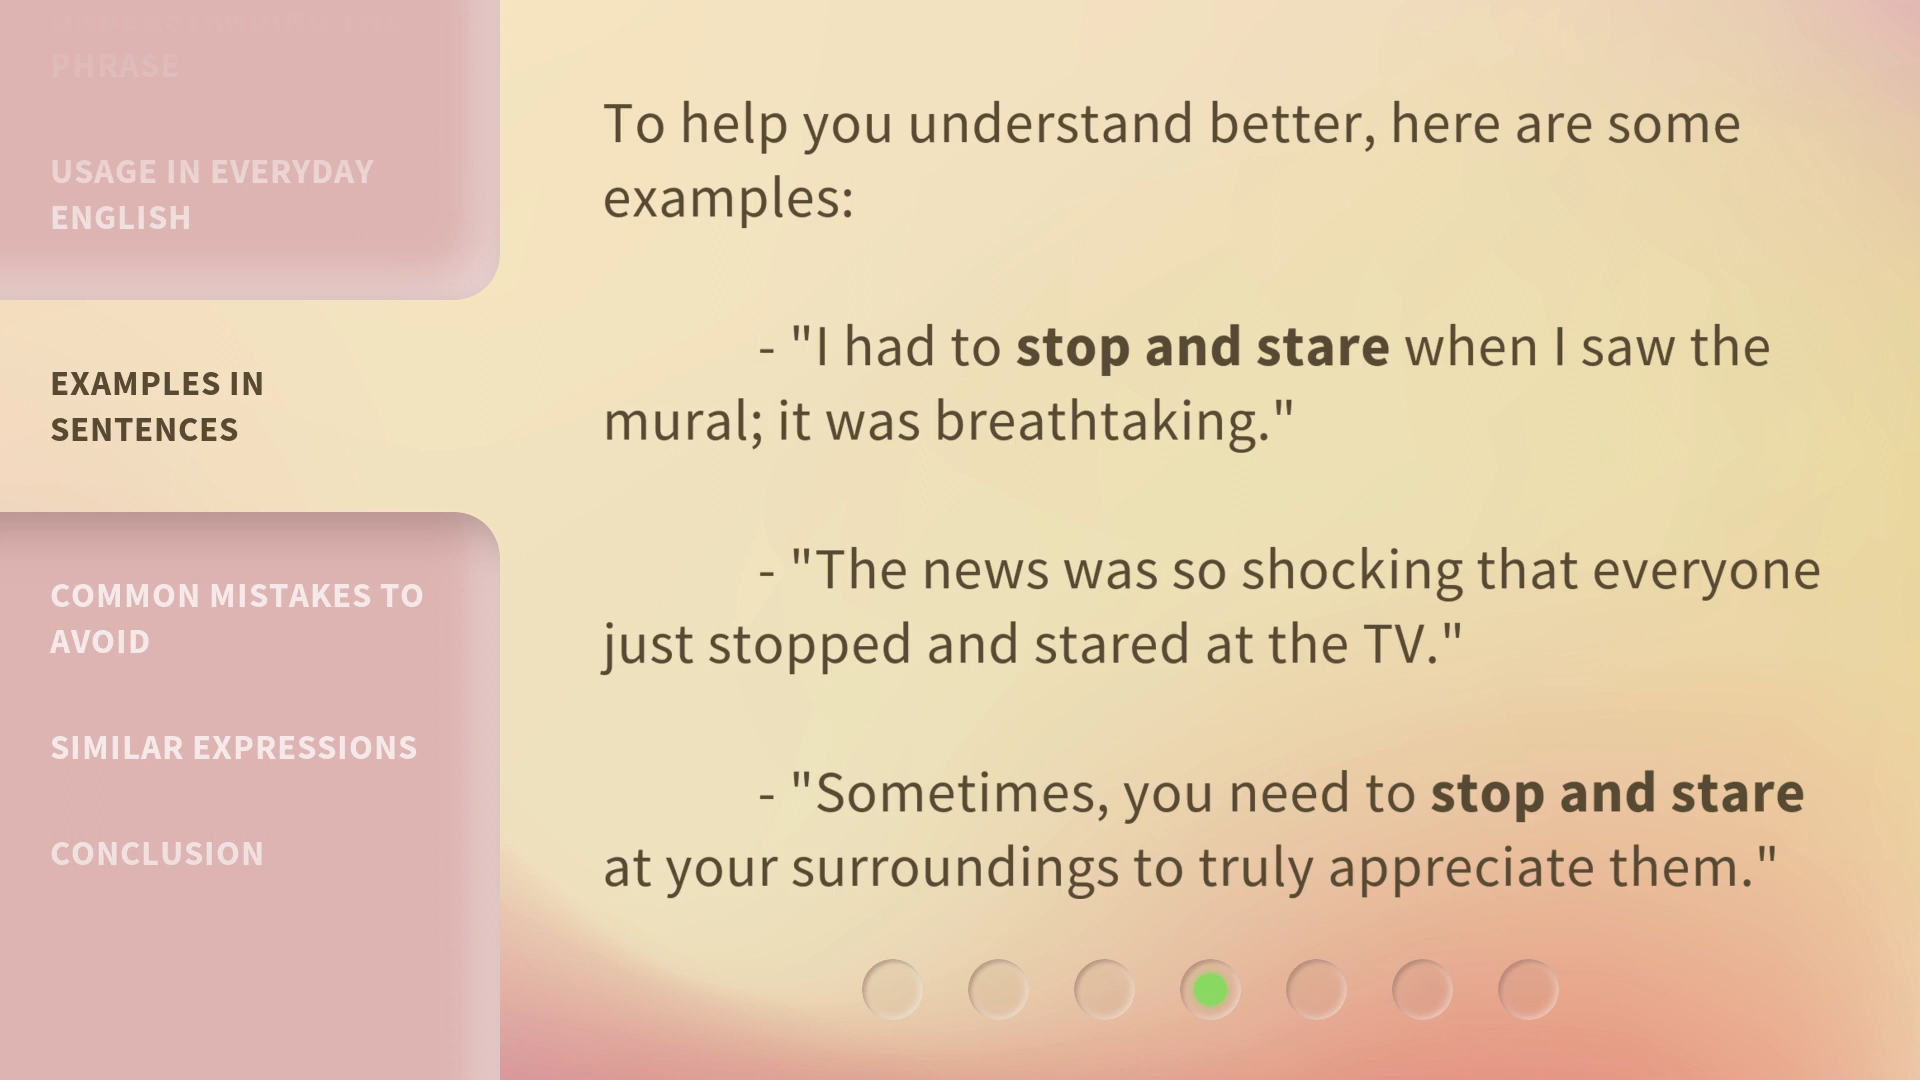 PHRASE
USAGE IN EVERYDAY
ENGLISH
EXAMPLES IN
SENTENCES
COMMON MISTAKES TO
AVOID
SIMILAR EXPRESSIONS
CONCLUSION
To help you understand better, here are some
examples:
- "I had to stop and stare when I saw the
mural; it was breathtaking."
- "The news was so shocking that everyone
just stopped and stared at the TV."
- "Sometimes, you need to stop and stare
at your surroundings to truly appreciate them."